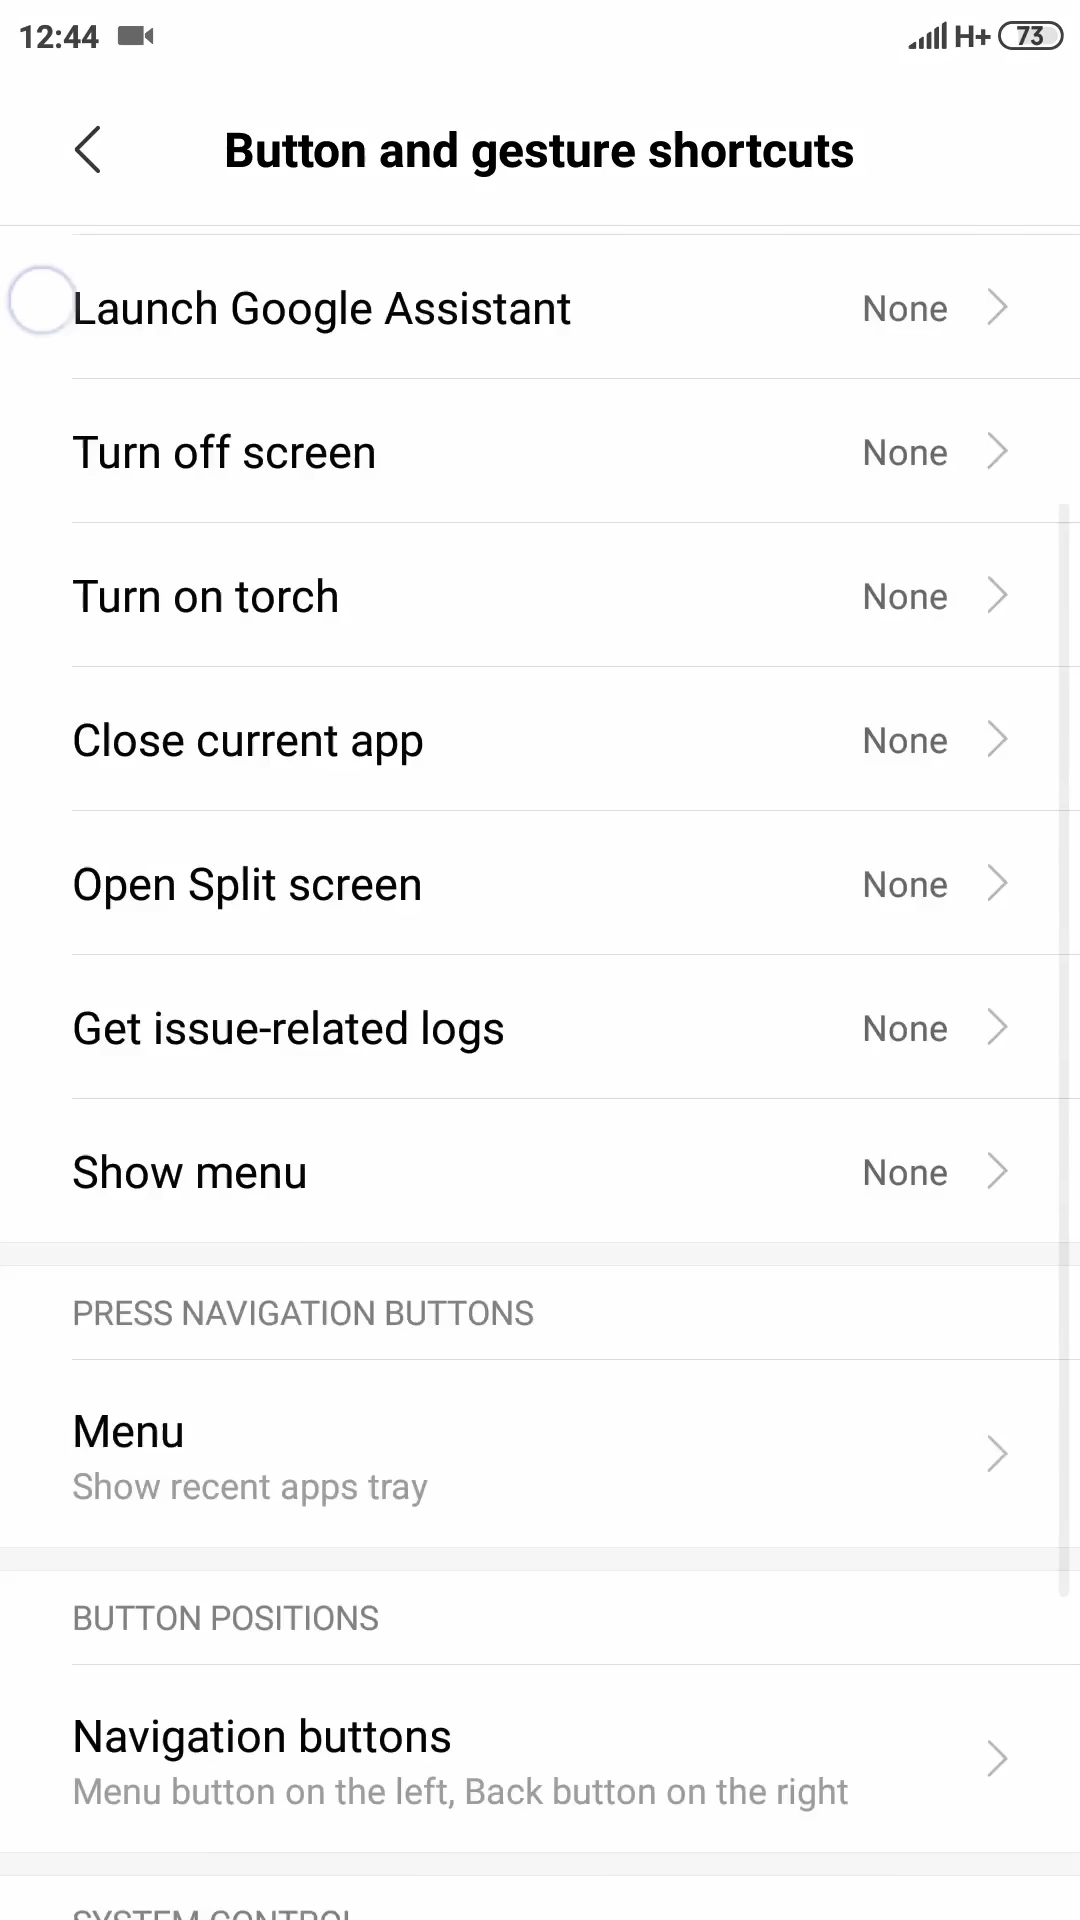 12:44 H+ 73
Button and gesture shortcuts
Launch Google Assistant None
Turn off screen None
Turn on torch None
Close current app None
Open Split screen None
Get issue-related logs None
Show menu None
PRESS NAVIGATION BUTTONS
Menu
Show recent apps tray
BUTTON POSITIONS
Navigation buttons
Menu button on the left, Back button on the right
SYSTEM CONTROL